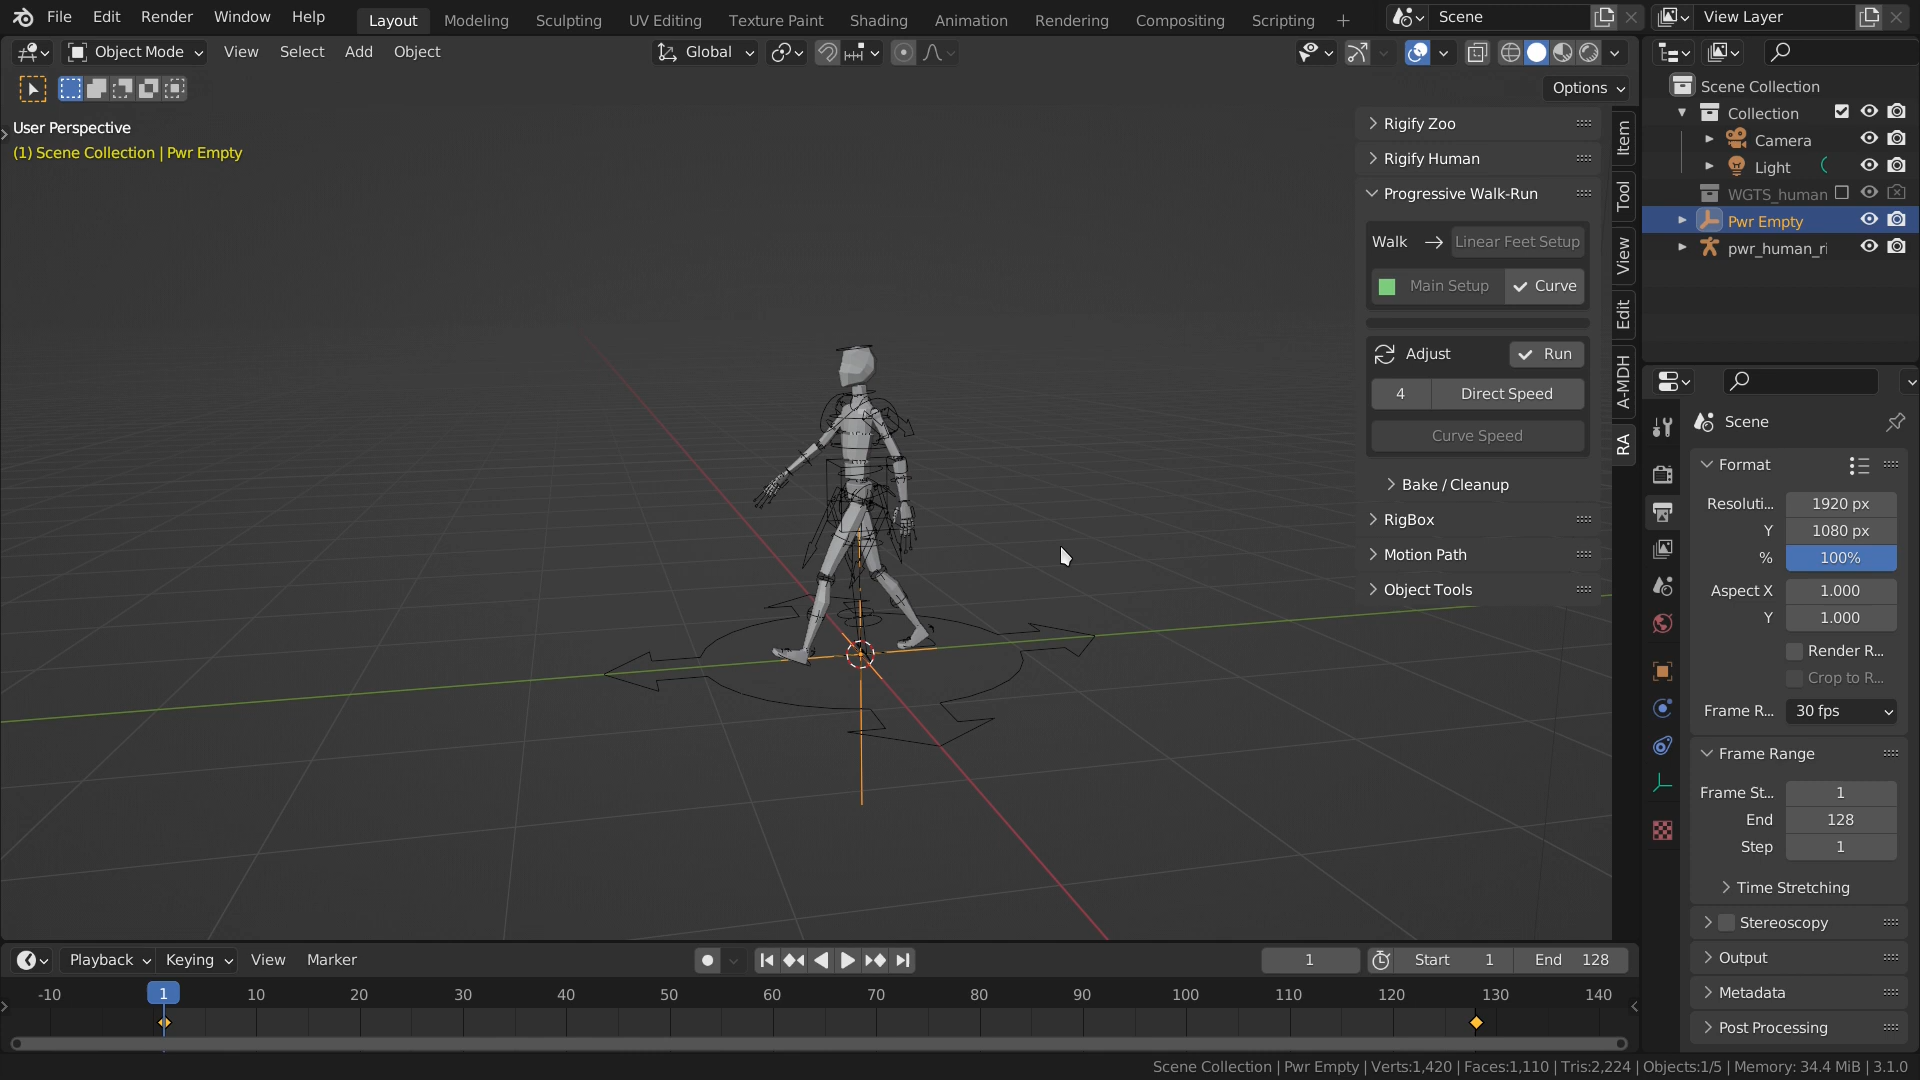 File Edit Render Window Help Layout Modeling Sculpting UV Editing Texture Paint Shading Animation Rendering Compositing Scripting + Scene View Layer
Object Mode View Select Add Object Global
Options
User Perspective
(1) Scene Collection | Pwr Empty
Rigify Zoo
Rigify Human
Progressive Walk-Run
Walk Linear Feet Setup
Main Setup Curve
Adjust Run
4 Direct Speed
Curve Speed
Bake / Cleanup
RigBox
Motion Path
Object Tools
Item
Tool
View
Edit
A-MDH
RA
Scene Collection
Collection
Camera
Light
WGTS_human
Pwr Empty
pwr_human_ri
Scene
Format
Resoluti... 1920 px
Y 1080 px
% 100%
Aspect X 1.000
Y 1.000
Render R...
Crop to R...
Frame R... 30 fps
Frame Range
Frame St... 1
End 128
Step 1
Time Stretching
Stereoscopy
Output
Metadata
Post Processing
Playback Keying View Marker 1 Start 1 End 128
-10 1 10 20 30 40 50 60 70 80 90 100 110 120 130 140
Scene Collection | Pwr Empty | Verts:1,420 | Faces:1,110 | Tris:2,224 | Objects:1/5 | Memory: 34.4 MiB | 3.1.0